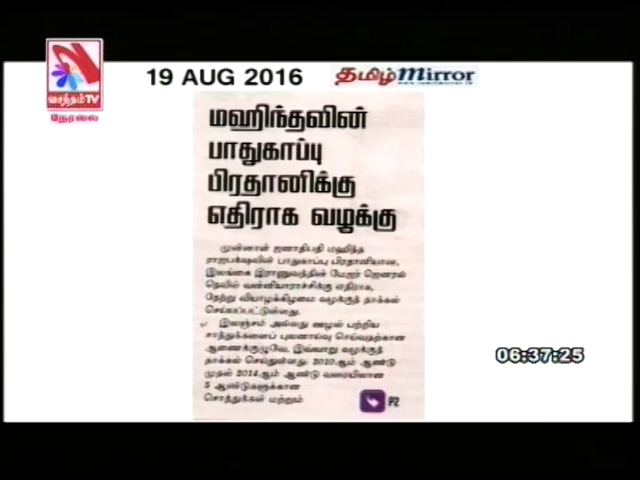 வசந்தம்TV
நேரலை
19 AUG 2016
தமிழ்mirror
மஹிந்தவின்
பாதுகாப்பு
பிரதானிக்கு
எதிராக வழக்கு
முன்னாள் ஜனாதிபதி மஹிந்த
ராஜபக்‌ஷவின் பாதுகாப்பு பிரதானியான,
இலங்கை இராணுவத்தின் மேஜர் ஜெனரல்
நெவில் வன்னியாராச்சிக்கு எதிராக,
நேற்று வியாழக்கிழமை வழக்குத் தாக்கல்
செய்யப்பட்டுள்ளது.
இலஞ்சம் அல்லது ஊழல் பற்றிய
சாத்துக்களைப் புலனாய்வு செய்வதற்கான
ஆணைக்குழுவே, இவ்வாறு வழக்குத்
தாக்கல் செய்துள்ளது. 2010ஆம் ஆண்டு
முதல் 2014ஆம் ஆண்டு வரையிலான
5 ஆண்டுகளுக்கான
சொத்துக்கள் மற்றும்
P2
06:37:25